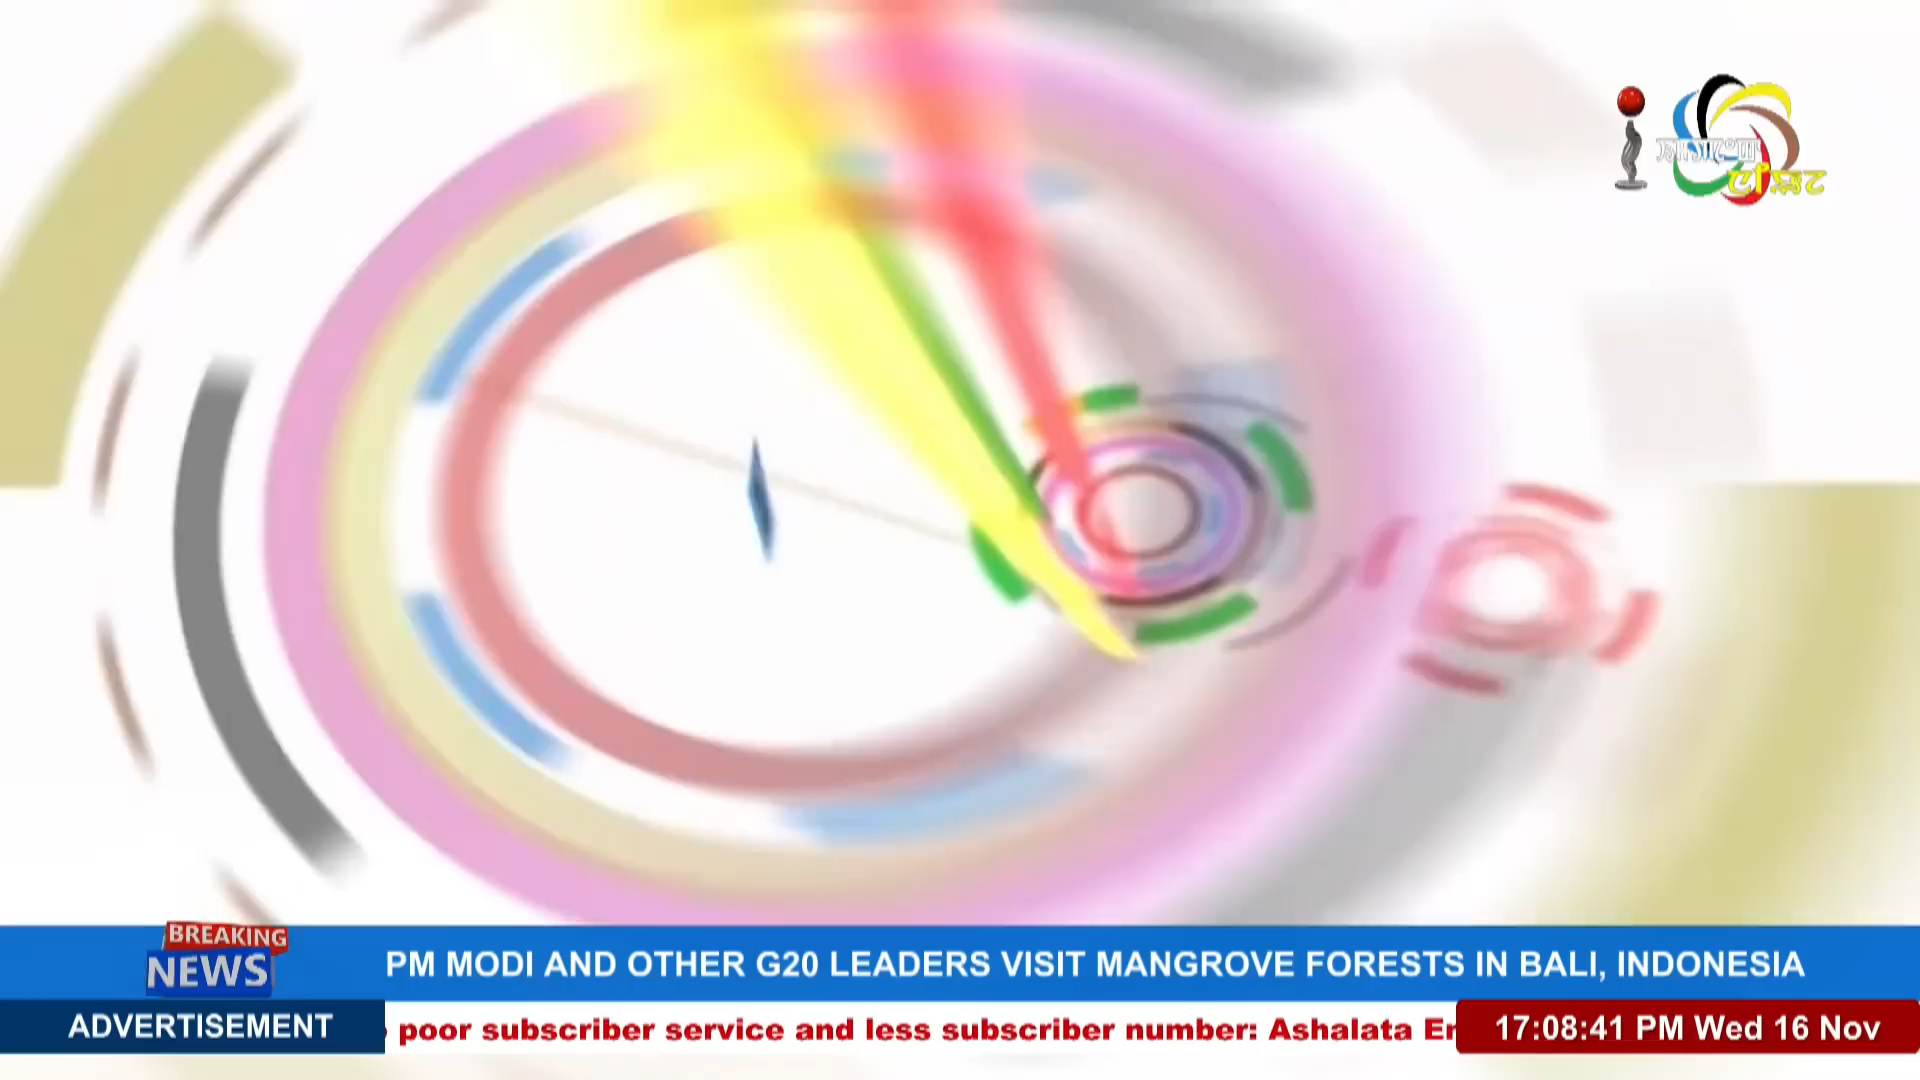 BREAKING
NEWS
PM MODI AND OTHER G20 LEADERS VISIT MANGROVE FORESTS IN BALI, INDONESIA
ADVERTISEMENT
poor subscriber service and less subscriber number: Ashalata
17:08:41 PM Wed 16 Nov